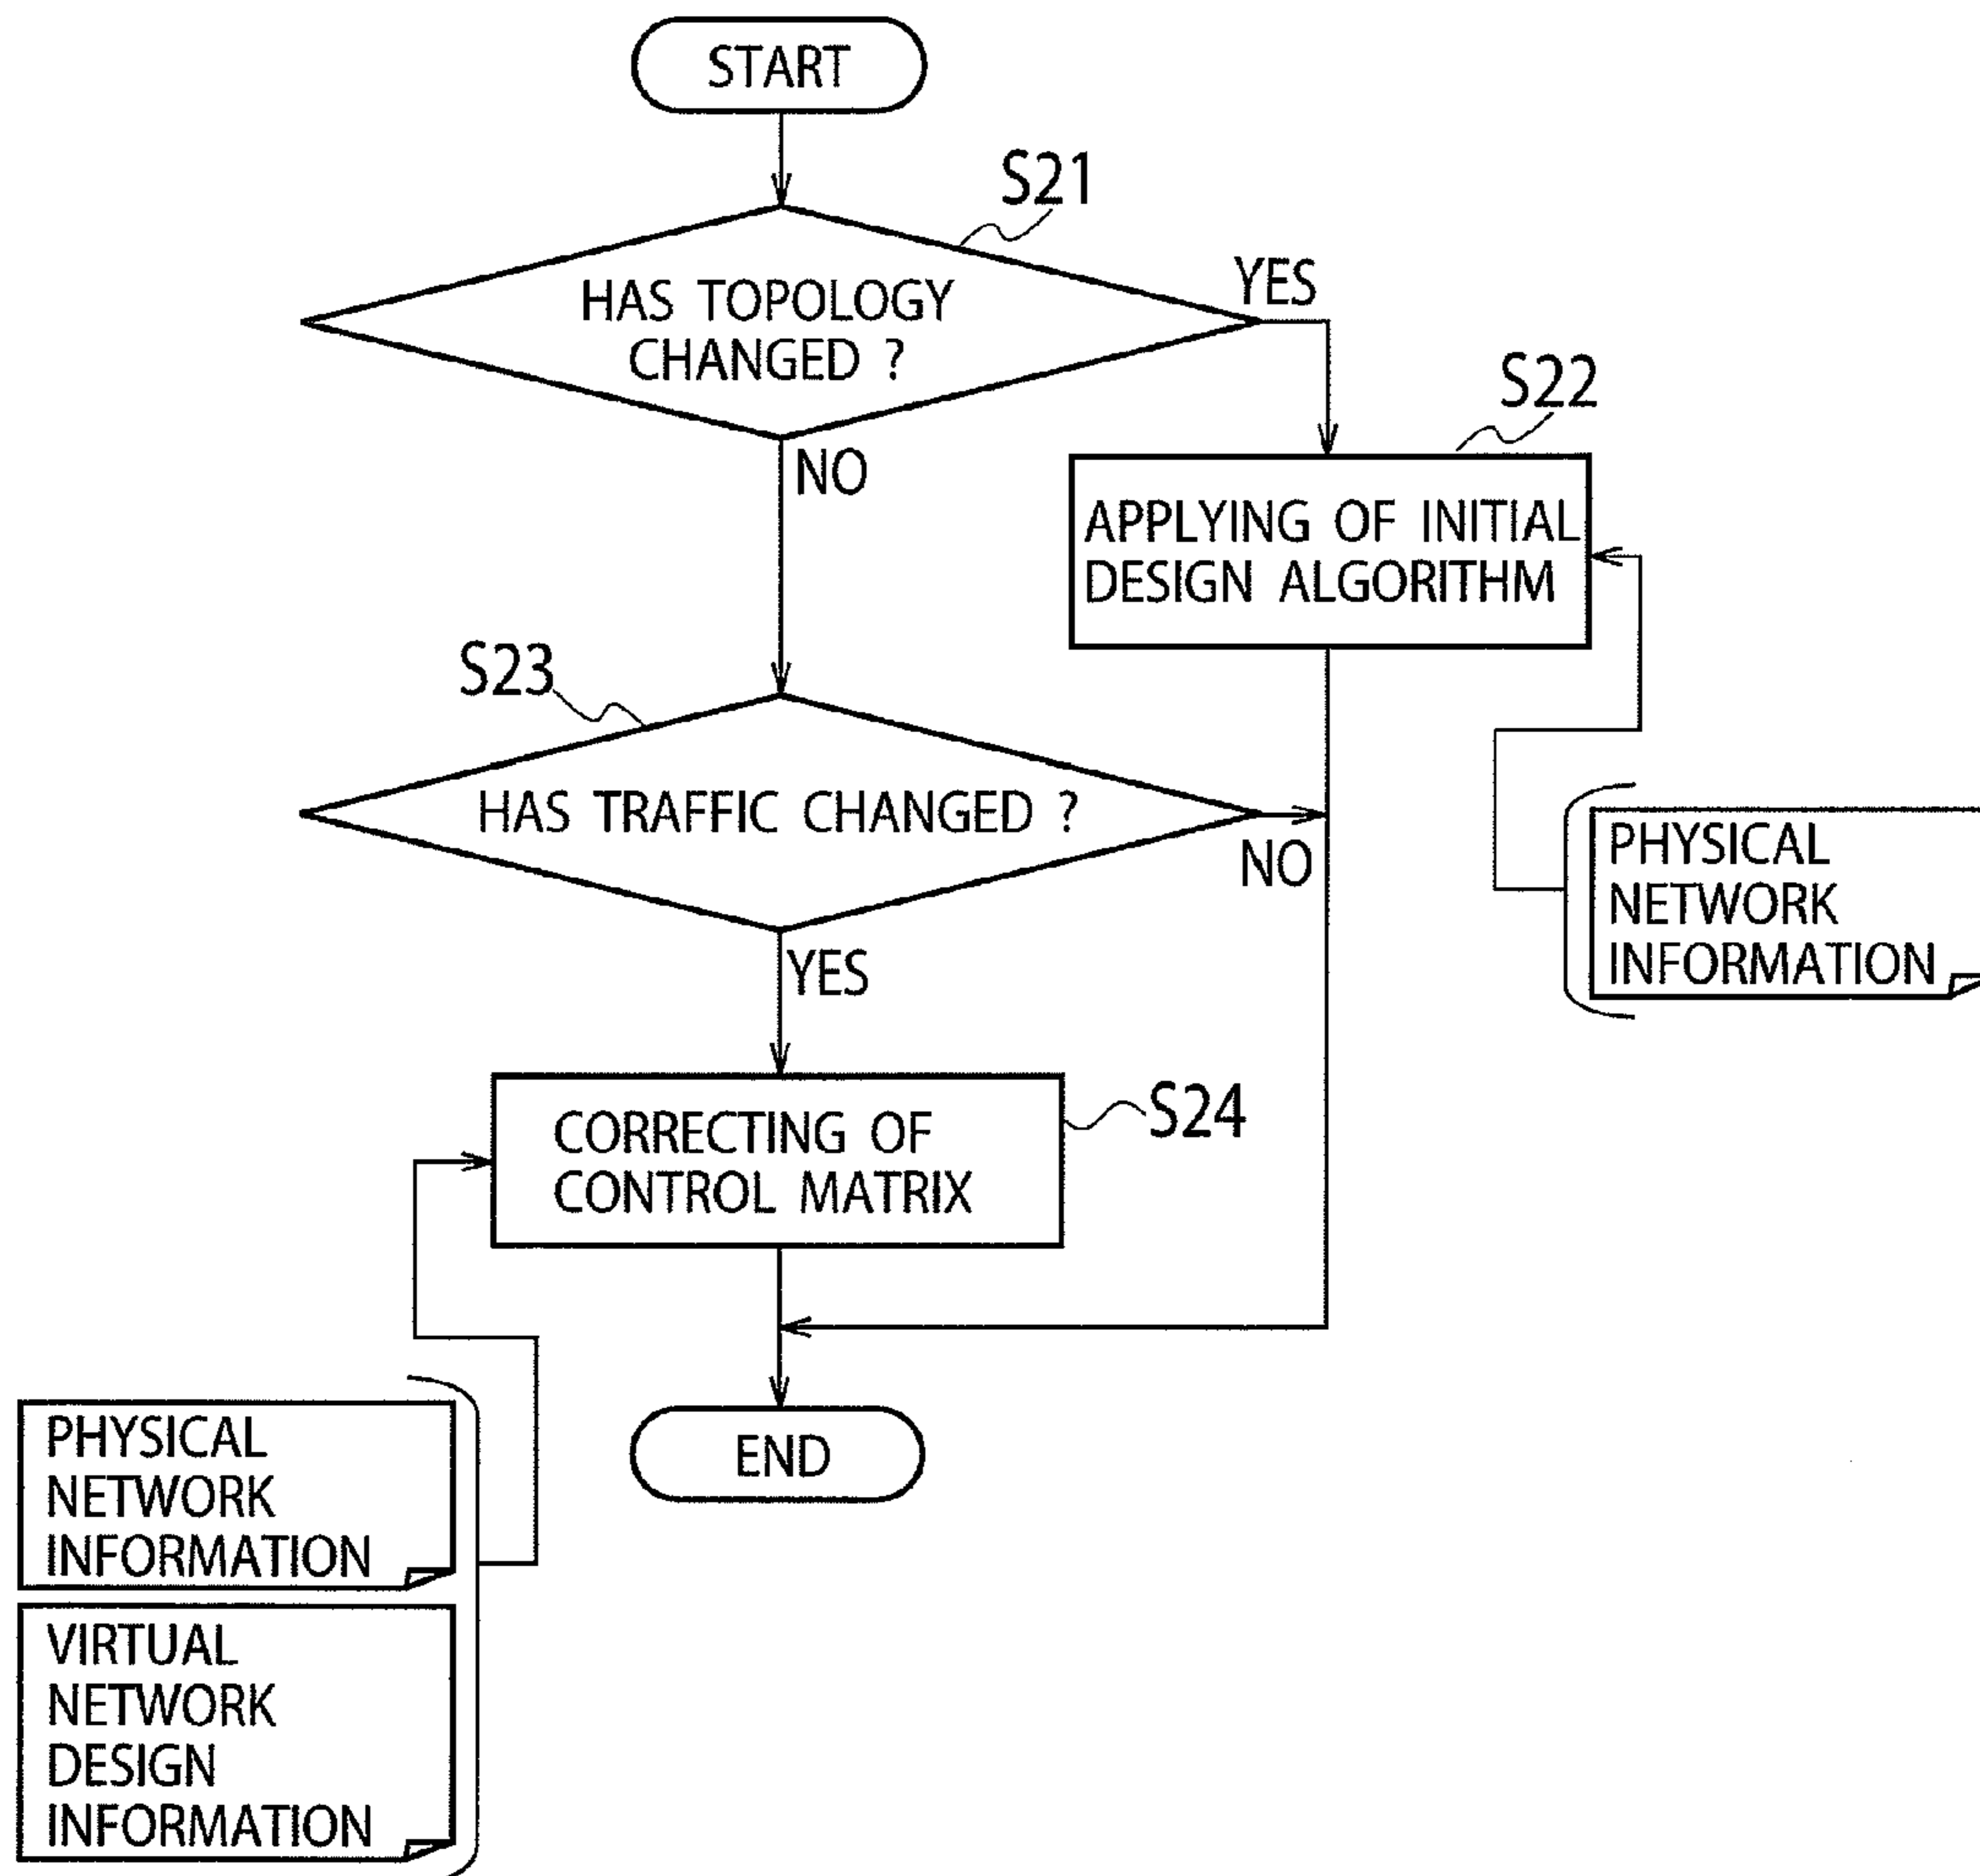 START
S21
HAS TOPOLOGY
CHANGED ?
YES
NO
S22
APPLYING OF INITIAL
DESIGN ALGORITHM
S23
HAS TRAFFIC CHANGED ?
NO
YES
PHYSICAL
NETWORK
INFORMATION
CORRECTING OF
CONTROL MATRIX
S24
PHYSICAL
NETWORK
INFORMATION
END
VIRTUAL
NETWORK
DESIGN
INFORMATION